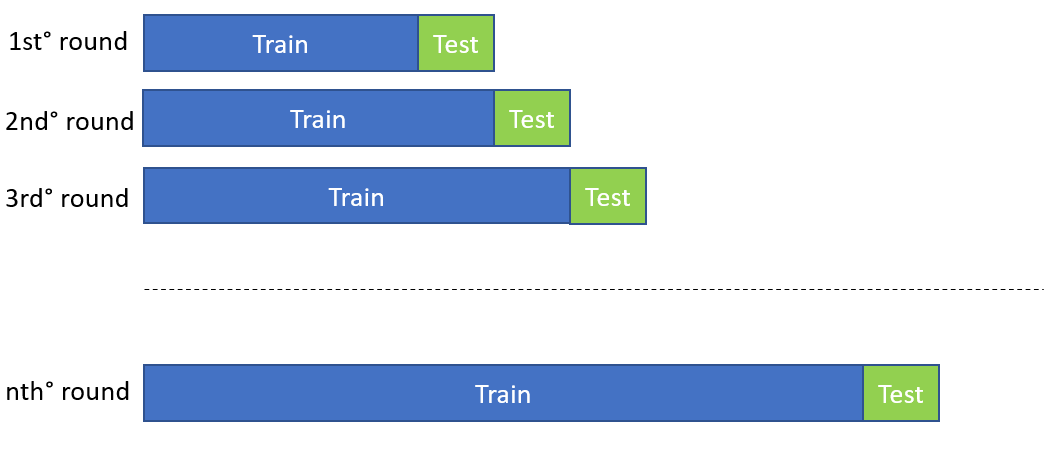 1st° round Train Test
2nd° round Train Test
3rd° round Train Test
nth° round Train Test